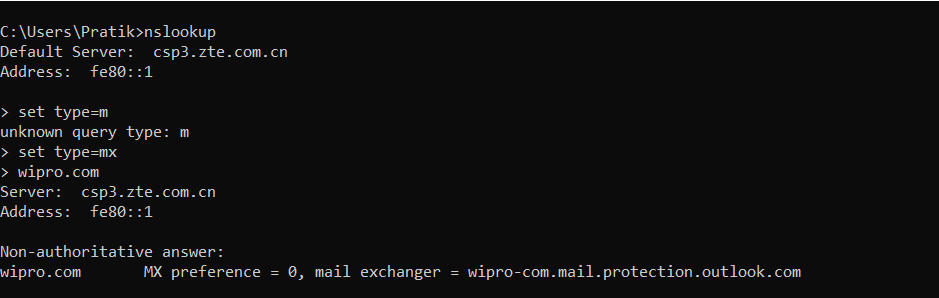 C:\Users\Pratik>nslookup
Default Server:  csp3.zte.com.cn
Address:  fe80::1
> set type=m
unknown query type: m
> set type=mx
> wipro.com
Server:  csp3.zte.com.cn
Address:  fe80::1
Non-authoritative answer:
wipro.com       MX preference = 0, mail exchanger = wipro-com.mail.protection.outlook.com